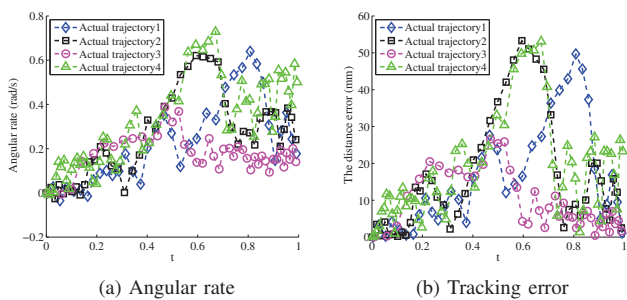 0.8
0.6
0.4
0.2
0
-0.2
Angular rate (rad/s)
Actual trajectory1
Actual trajectory2
Actual trajectory3
Actual trajectory4
0 0.2 0.4 0.6 0.8 1
t
(a) Angular rate
60
50
40
30
20
10
0
The distance error (mm)
Actual trajectory1
Actual trajectory2
Actual trajectory3
Actual trajectory4
0 0.2 0.4 0.6 0.8 1
t
(b) Tracking error